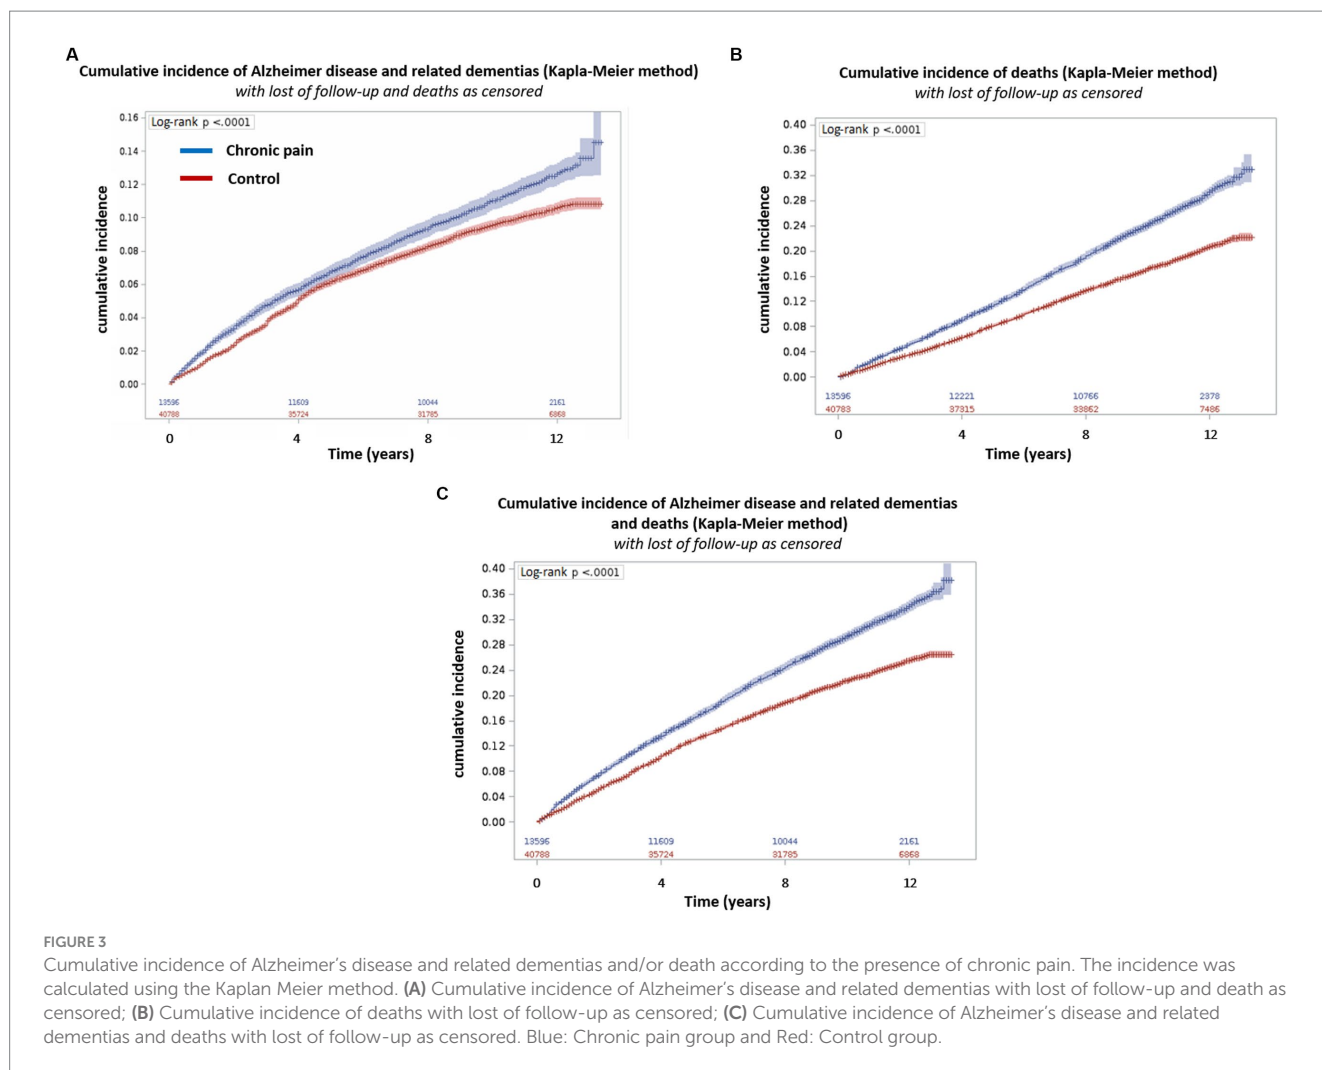 A
Cumulative incidence of Alzheimer disease and related dementias (Kapla-Meier method)
with lost of follow-up and deaths as censored
Log-rank p <.0001
Chronic pain
Control
cumulative incidence
0.16
0.14
0.12
0.10
0.08
0.06
0.04
0.02
0.00
13596 11609 10044 2161
40788 35724 31785 6868
0 4 8 12
Time (years)
B
Cumulative incidence of deaths (Kapla-Meier method)
with lost of follow-up as censored
Log-rank p <.0001
cumulative incidence
0.40
0.36
0.32
0.28
0.24
0.20
0.16
0.12
0.08
0.04
0.00
13596 12221 10766 2378
40783 37315 33862 7486
0 4 8 12
Time (years)
C
Cumulative incidence of Alzheimer disease and related dementias
and deaths (Kapla-Meier method)
with lost of follow-up as censored
Log-rank p <.0001
cumulative incidence
0.40
0.36
0.32
0.28
0.24
0.20
0.16
0.12
0.08
0.04
0.00
13596 11609 10044 2161
40788 35724 31785 6868
0 4 8 12
Time (years)
FIGURE 3
Cumulative incidence of Alzheimer's disease and related dementias and/or death according to the presence of chronic pain. The incidence was
calculated using the Kaplan Meier method. (A) Cumulative incidence of Alzheimer's disease and related dementias with lost of follow-up and death as
censored; (B) Cumulative incidence of deaths with lost of follow-up as censored; (C) Cumulative incidence of Alzheimer's disease and related
dementias and deaths with lost of follow-up as censored. Blue: Chronic pain group and Red: Control group.